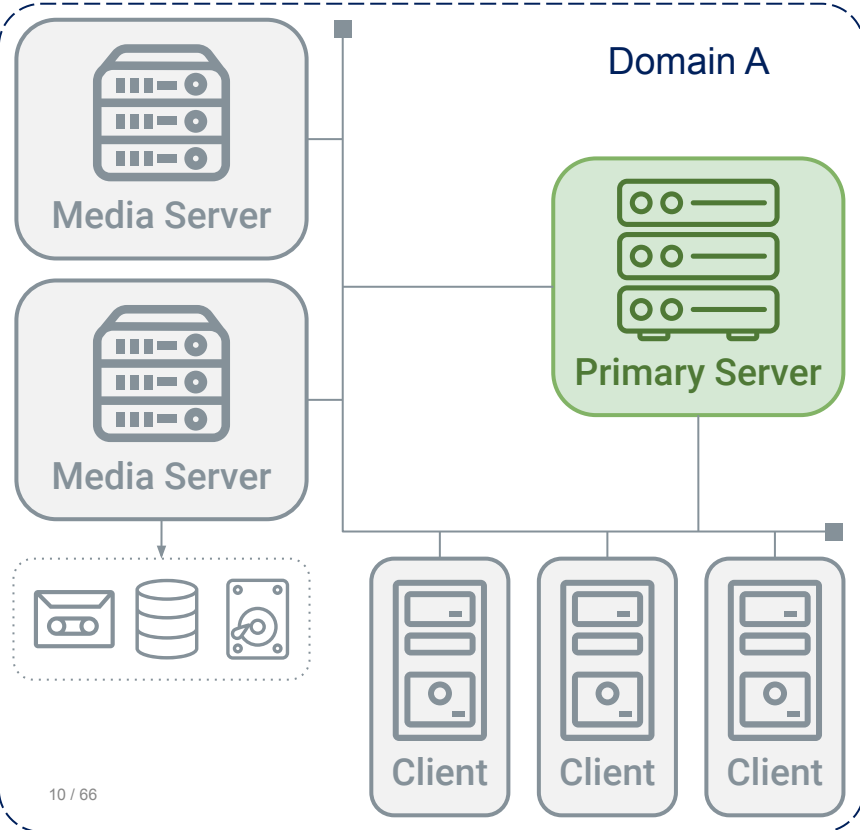 Domain A
Media Server
Primary Server
Media Server
Client
Client
Client
10 / 66